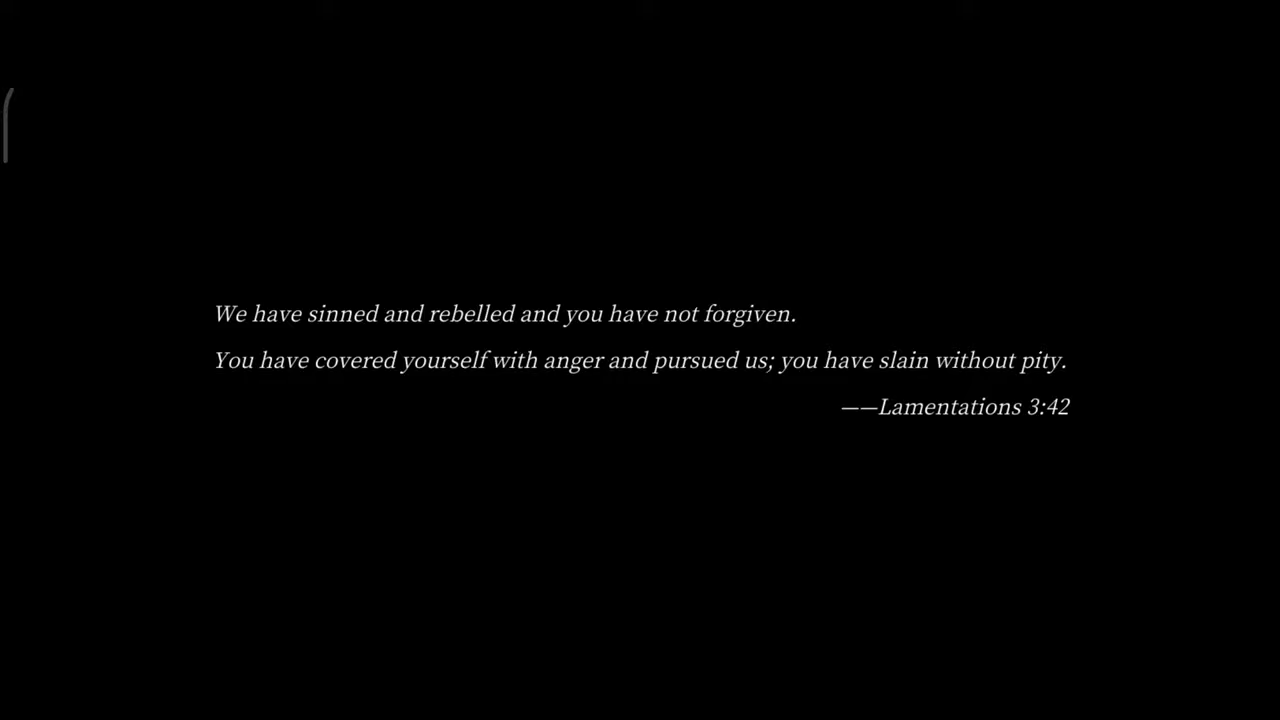 We have sinned and rebelled and you have not forgiven.
You have covered yourself with anger and pursued us; you have slain without pity.
——Lamentations 3:42